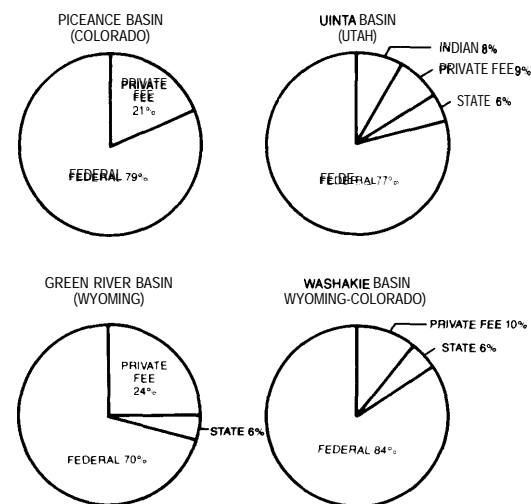 PICEANCE BASIN
(COLORADO)
PRIVATE
FEE
21%
FEDERAL 79%
UINTA BASIN
(UTAH)
INDIAN 8%
PRIVATE FEE 9%
STATE 6%
FEDERAL 77%
GREEN RIVER BASIN
(WYOMING)
PRIVATE
FEE
24%
STATE 6%
FEDERAL 70%
WASHAKIE BASIN
WYOMING-COLORADO)
PRIVATE FEE 10%
STATE 6%
FEDERAL 84%